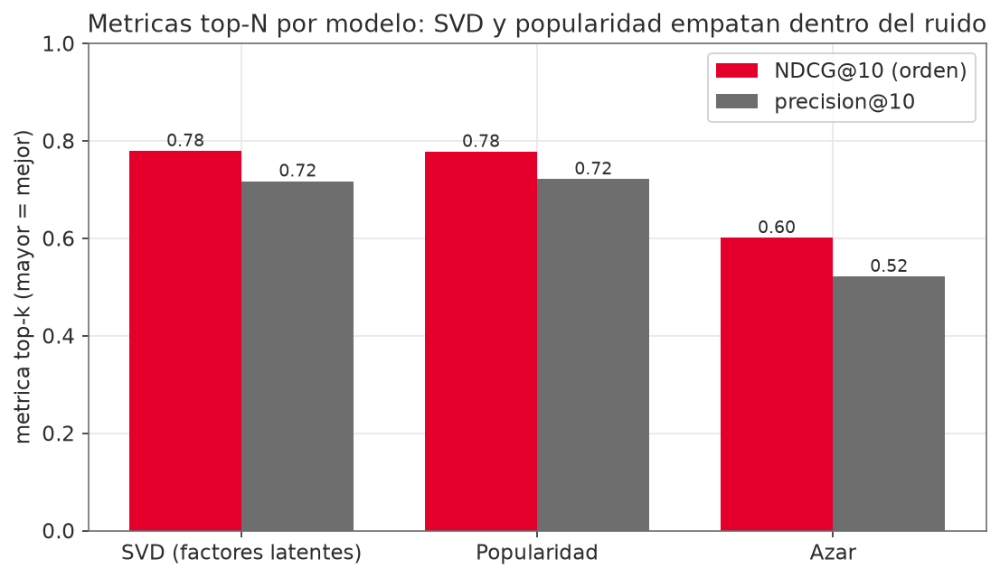 Metricas top-N por modelo: SVD y popularidad empatan dentro del ruido
metrica top-k (mayor = mejor)
1.0
0.8
0.6
0.4
0.2
0.0
NDCG@10 (orden)
precision@10
0.78
0.72
0.78
0.72
0.60
0.52
SVD (factores latentes)
Popularidad
Azar